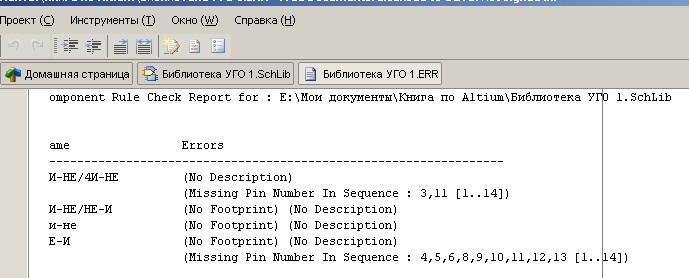 Проект (C) Инструменты (T) Окно (W) Справка (H)
Домашняя страница Библиотека УГО 1.SchLib Библиотека УГО 1.ERR
omponent Rule Check Report for : E:\Мои документы\Книга по Altium\Библиотека УГО 1.SchLib
ame Errors
--------------------------------------------------------------------------------
И-НЕ/4И-НЕ (No Description)
(Missing Pin Number In Sequence : 3,11 [1..14])
И-НЕ/НЕ-И (No Footprint) (No Description)
и-не (No Footprint) (No Description)
Е-И (No Footprint) (No Description)
(Missing Pin Number In Sequence : 4,5,6,8,9,10,11,12,13 [1..14])